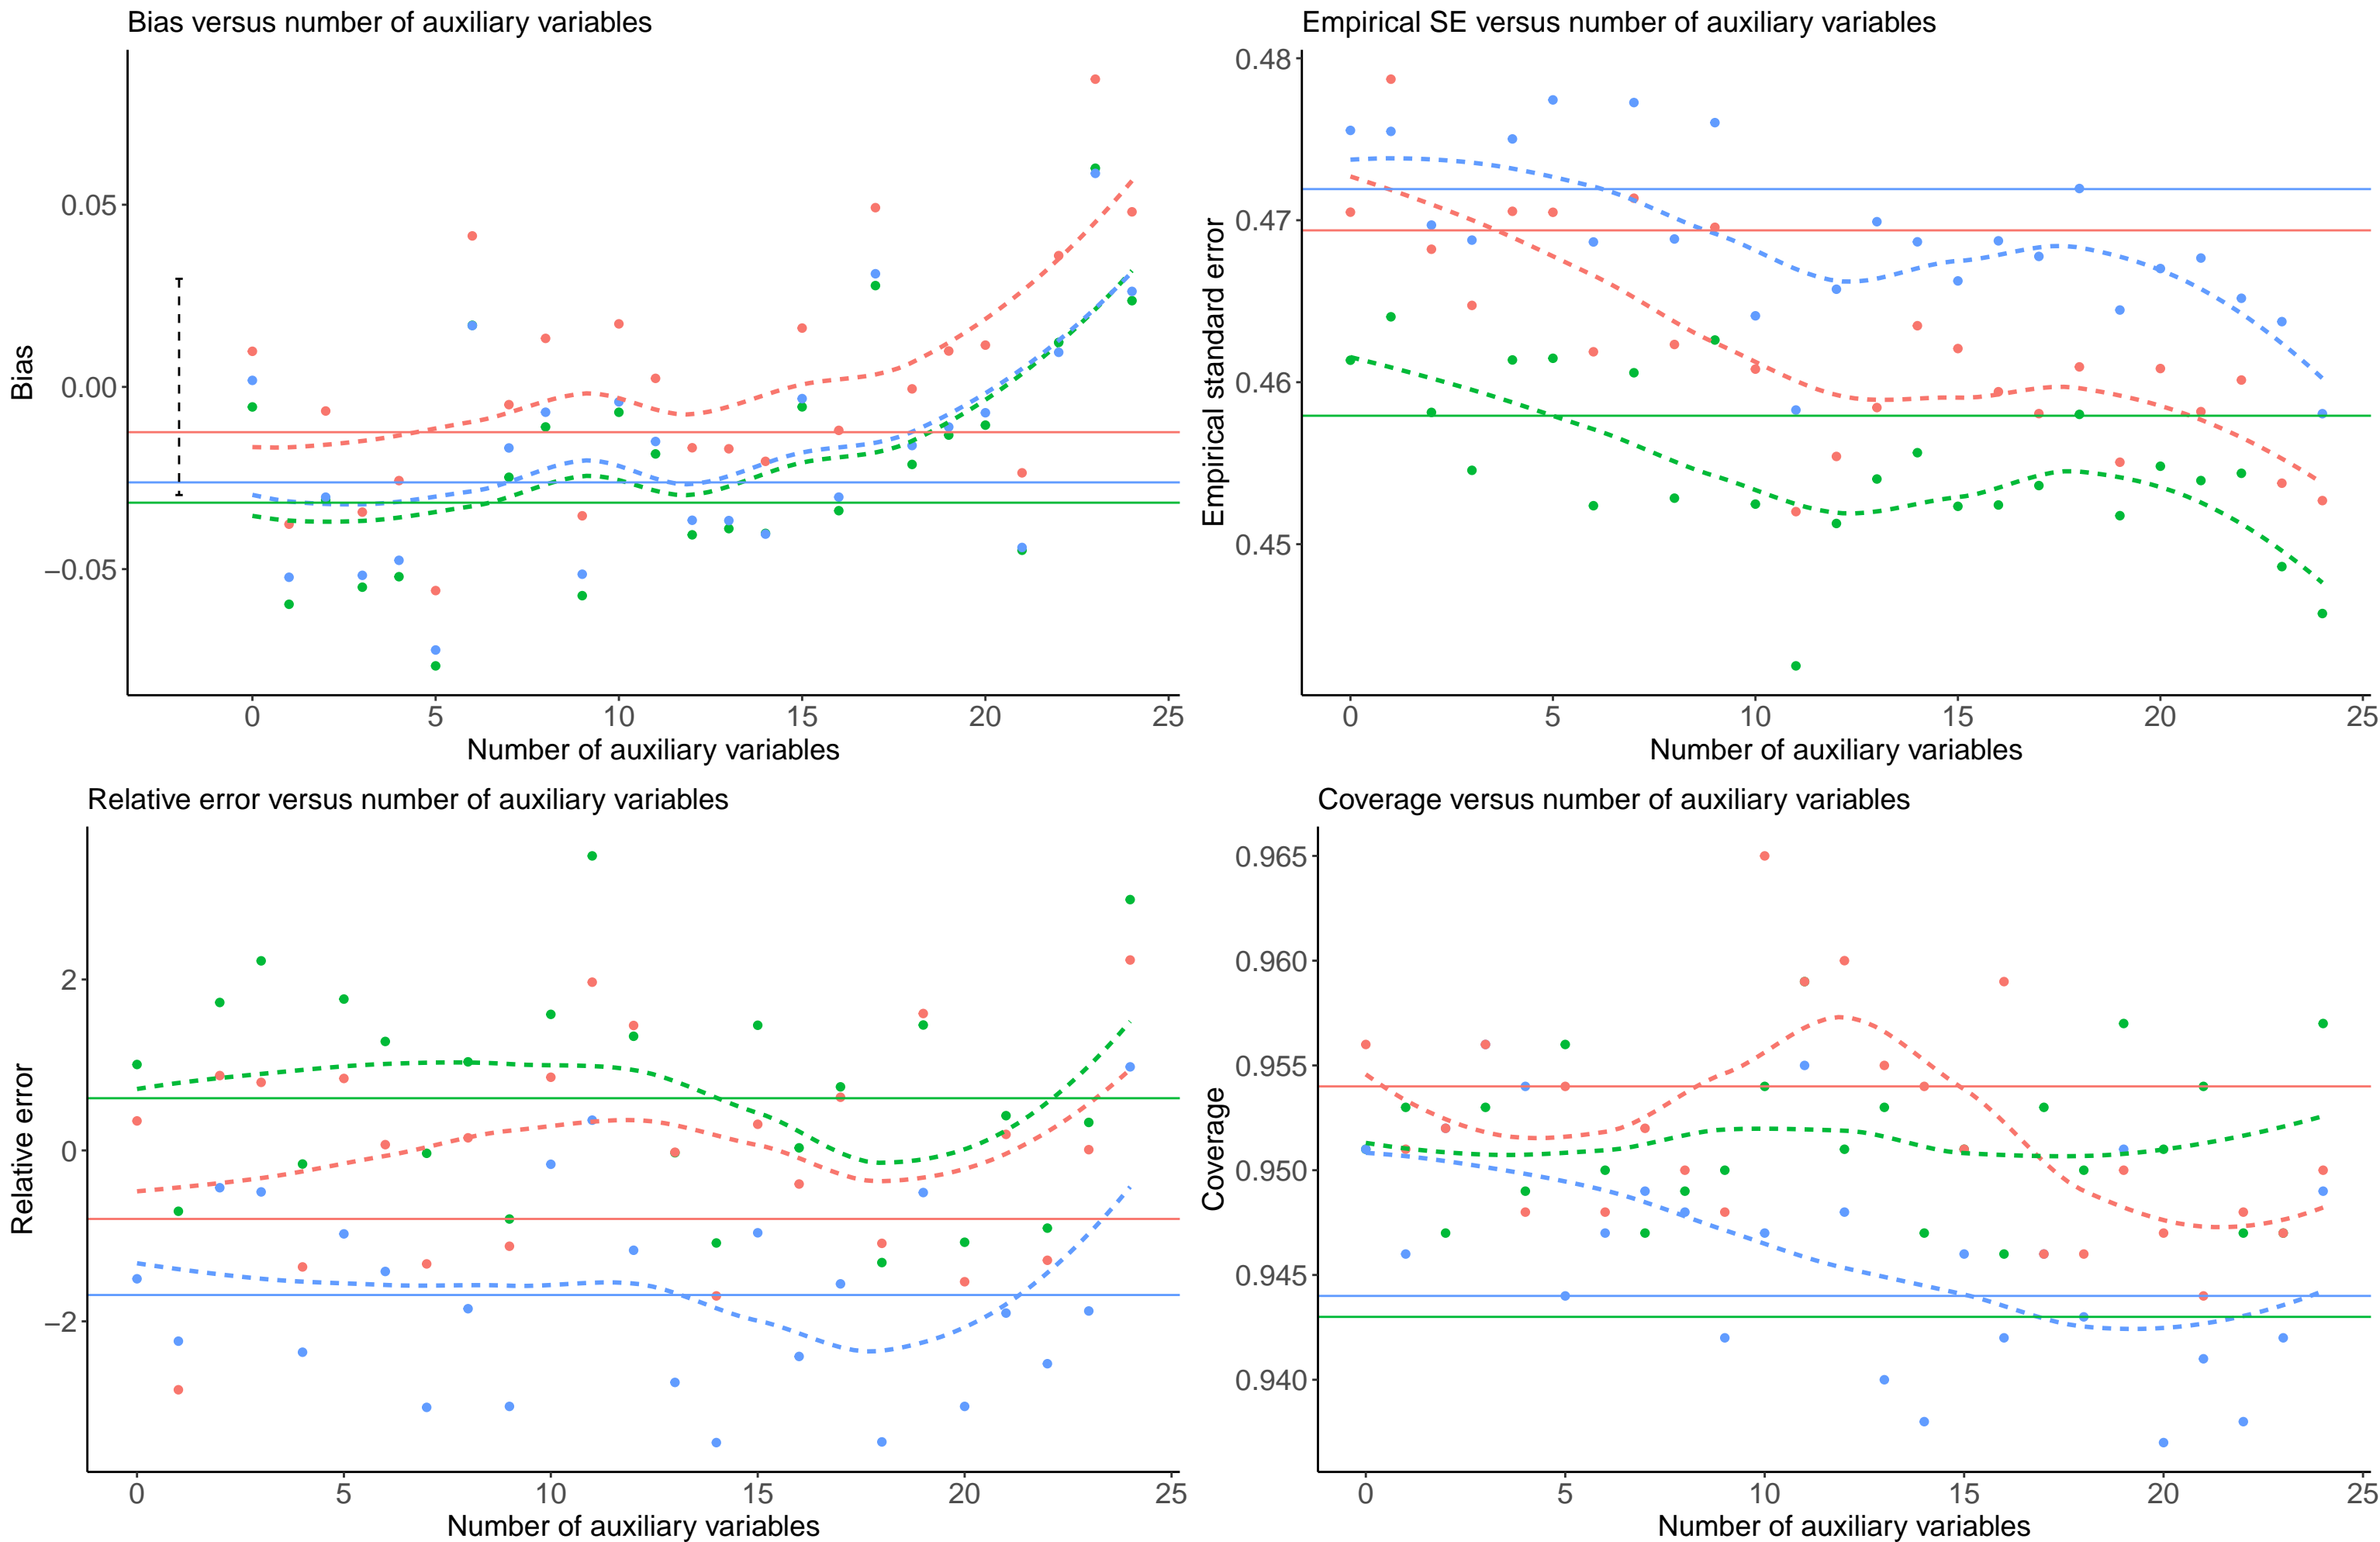 Bias versus number of auxiliary variables
0.05
0.00
−0.05
Bias
0 5 10 15 20 25
Number of auxiliary variables
Empirical SE versus number of auxiliary variables
0.48
0.47
0.46
0.45
Empirical standard error
0 5 10 15 20 25
Number of auxiliary variables
Relative error versus number of auxiliary variables
2
0
−2
Relative error
0 5 10 15 20 25
Number of auxiliary variables
Coverage versus number of auxiliary variables
0.965
0.960
0.955
0.950
0.945
0.940
Coverage
0 5 10 15 20 25
Number of auxiliary variables